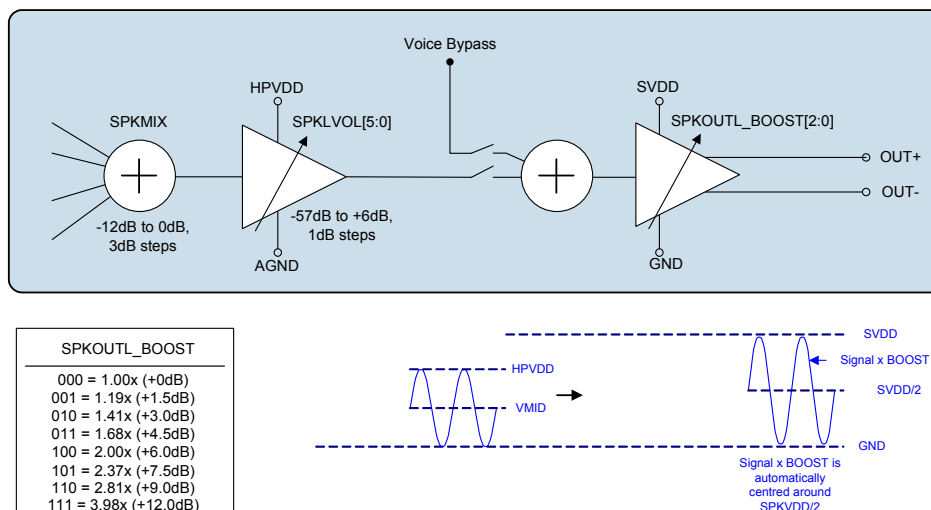 Voice Bypass
HPVDD
SVDD
SPKMIX
SPKLVOL[5:0]
SPKOUTL_BOOST[2:0]
OUT+
OUT-
-12dB to 0dB,
3dB steps
-57dB to +6dB,
1dB steps
AGND
GND
SPKOUTL_BOOST
000 = 1.00x (+0dB)
001 = 1.19x (+1.5dB)
010 = 1.41x (+3.0dB)
011 = 1.68x (+4.5dB)
100 = 2.00x (+6.0dB)
101 = 2.37x (+7.5dB)
110 = 2.81x (+9.0dB)
111 = 3.98x (+12.0dB)
HPVDD
VMID
SVDD
Signal x BOOST
SVDD/2
GND
Signal x BOOST is
automatically
centred around
SPKVDD/2